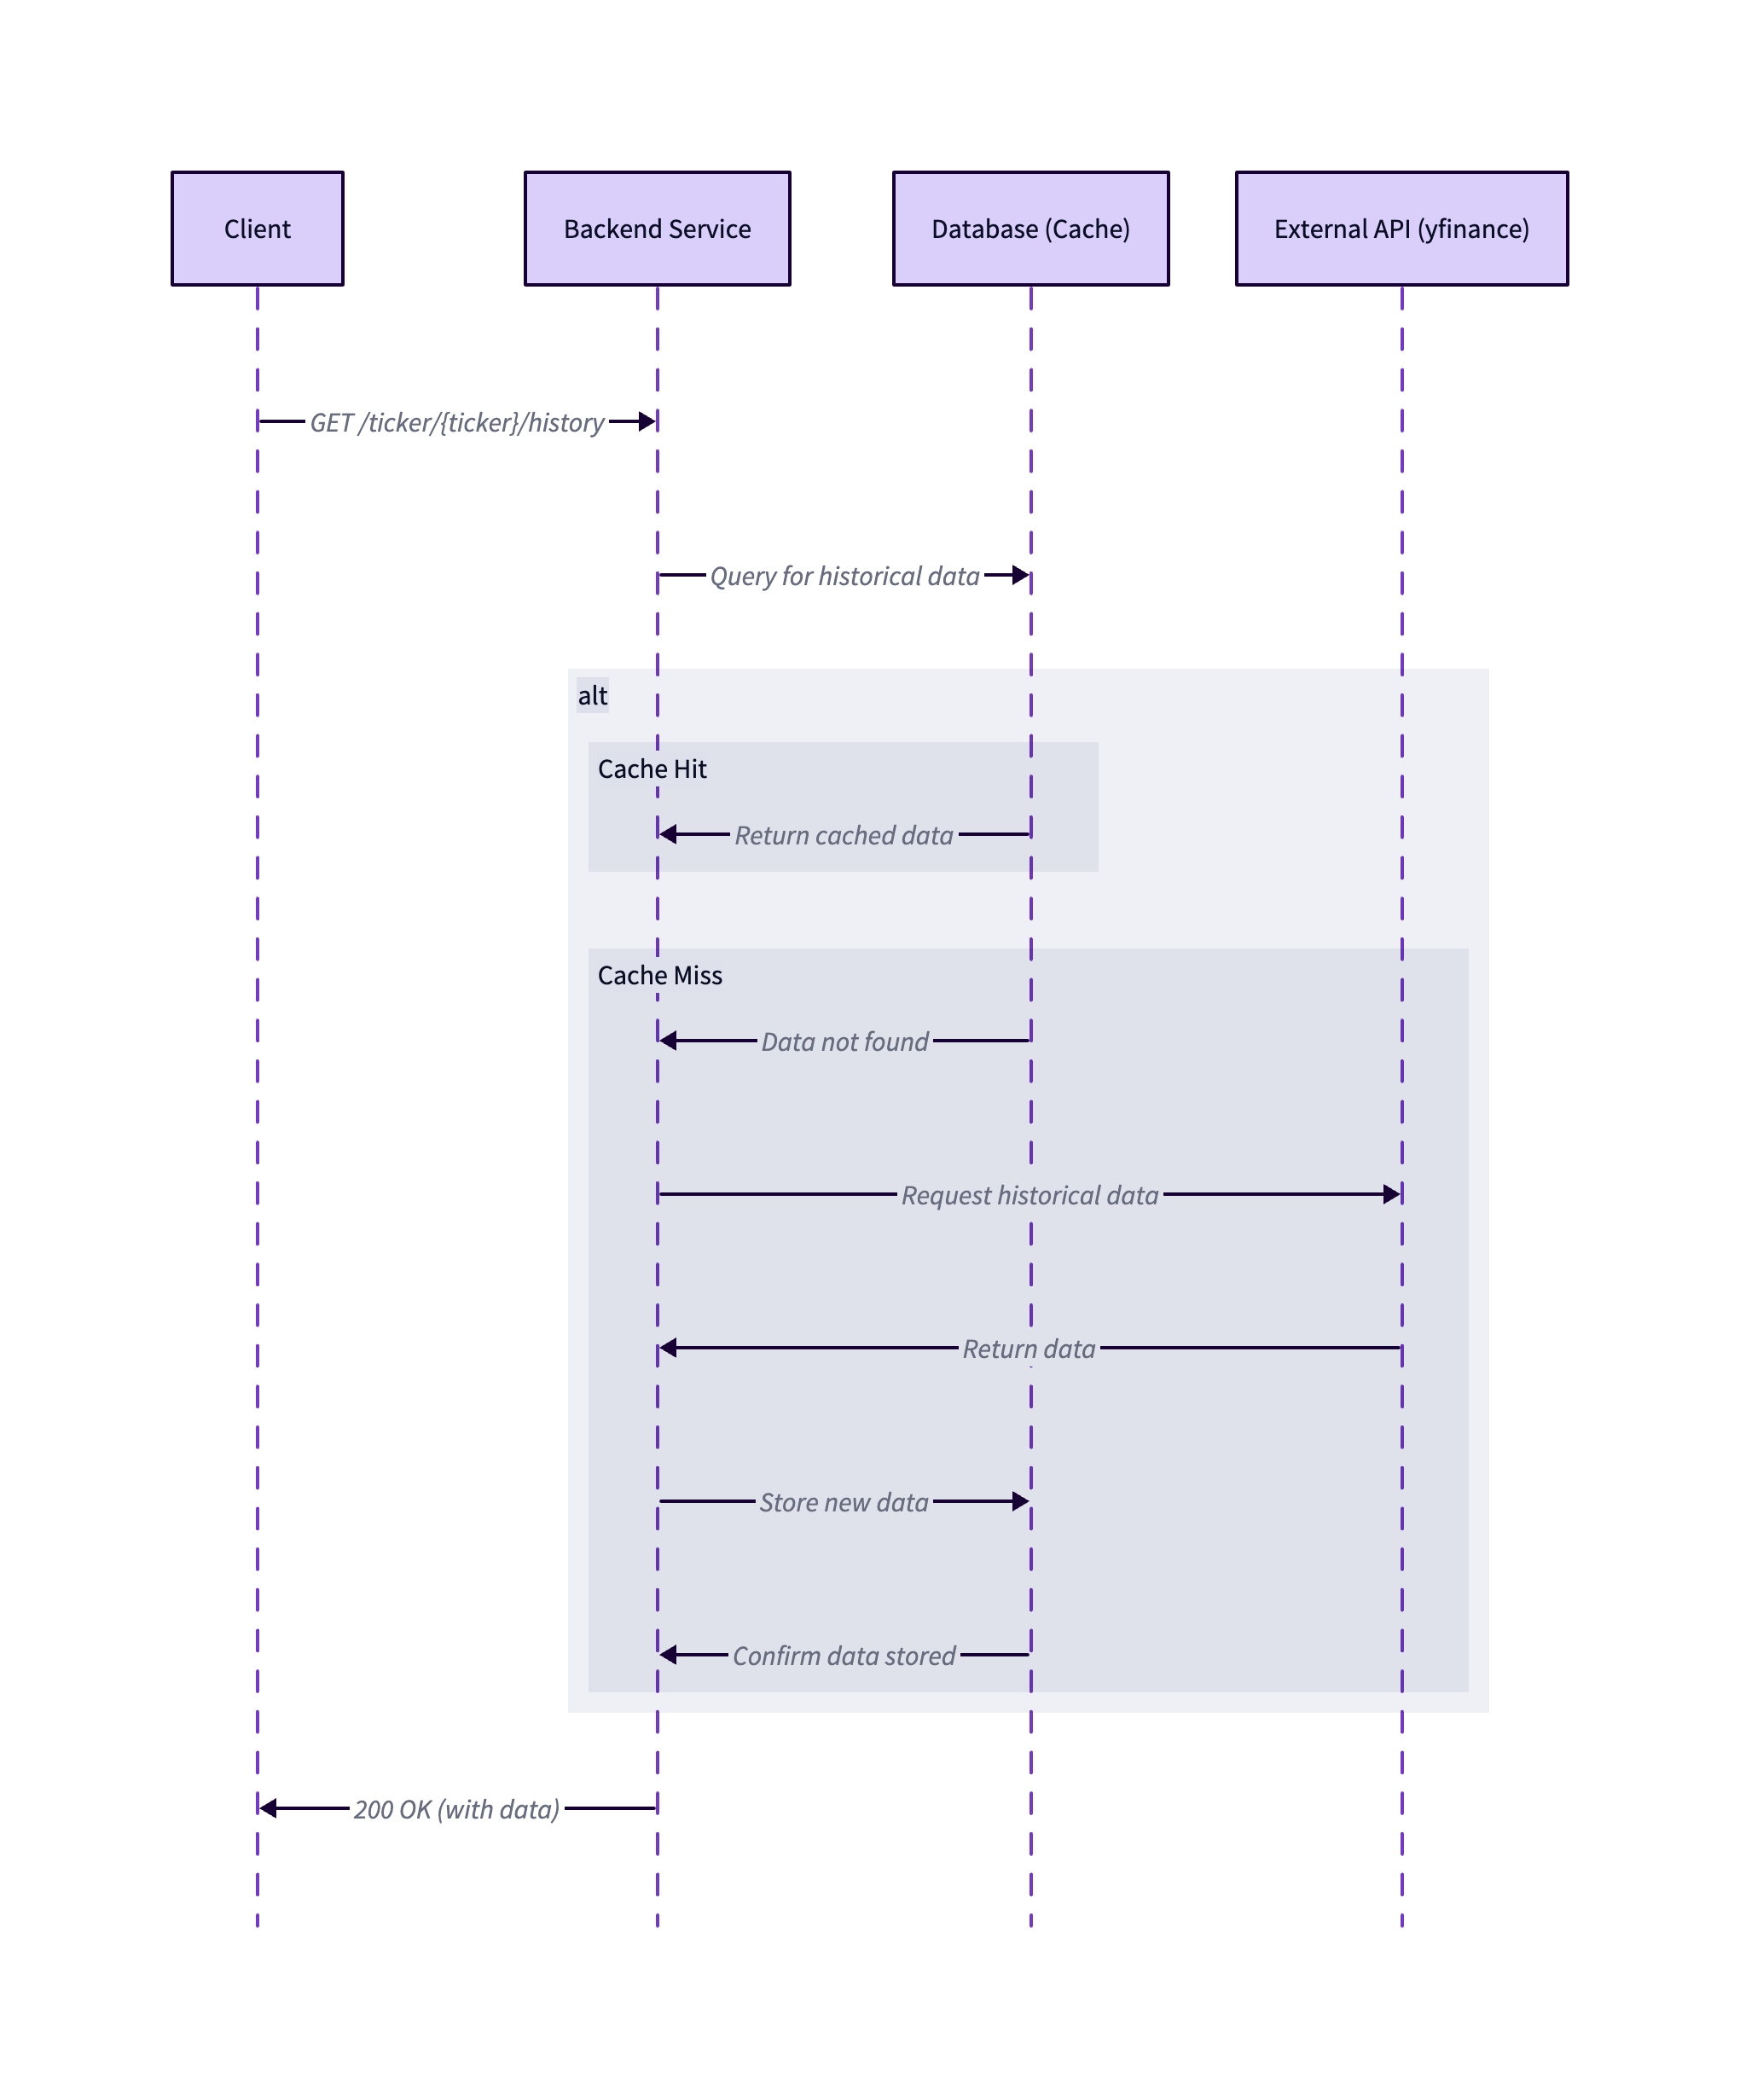 Client
Backend Service
Database (Cache)
External API (yfinance)
GET /ticker/{ticker}/history
Query for historical data
alt
Cache Hit
Return cached data
Cache Miss
Data not found
Request historical data
Return data
Store new data
Confirm data stored
200 OK (with data)